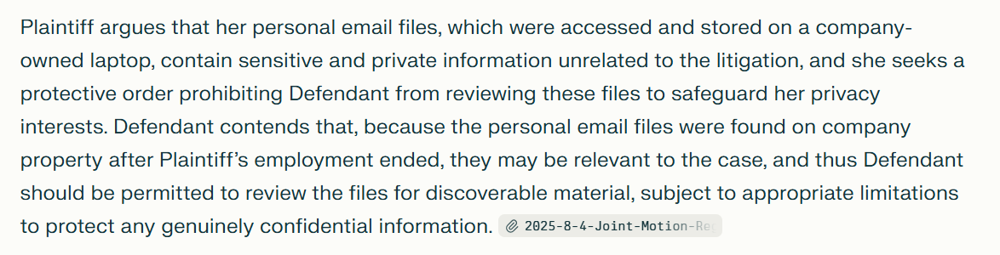 Plaintiff argues that her personal email files, which were accessed and stored on a company-
owned laptop, contain sensitive and private information unrelated to the litigation, and she seeks a
protective order prohibiting Defendant from reviewing these files to safeguard her privacy
interests. Defendant contends that, because the personal email files were found on company
property after Plaintiff’s employment ended, they may be relevant to the case, and thus Defendant
should be permitted to review the files for discoverable material, subject to appropriate limitations
to protect any genuinely confidential information. 2025-8-4-Joint-Motion-Re